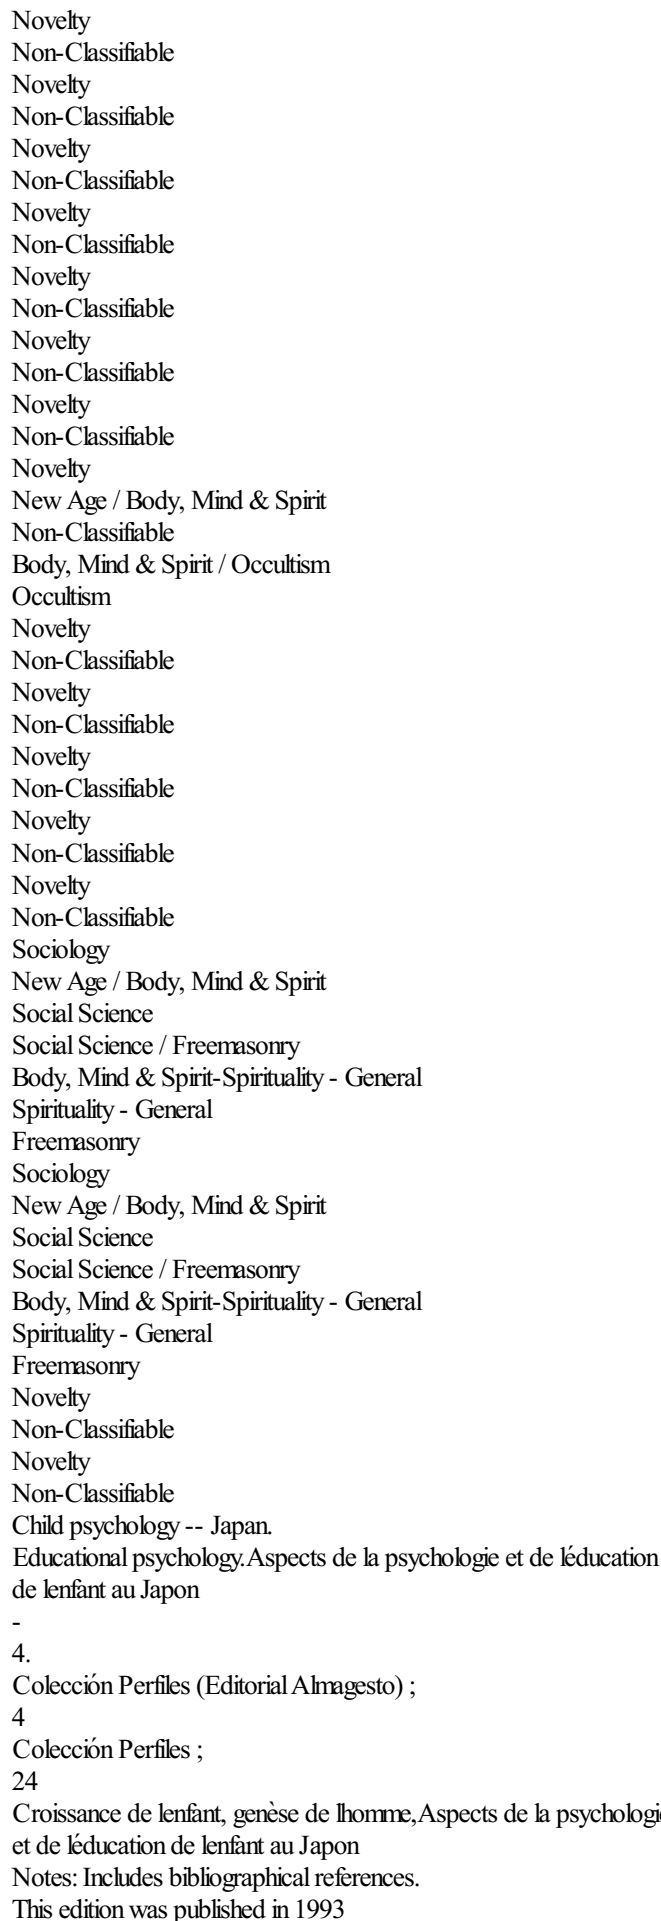 Novelty
Non-Classifiable
Novelty
Non-Classifiable
Novelty
Non-Classifiable
Novelty
Non-Classifiable
Novelty
Non-Classifiable
Novelty
Non-Classifiable
Novelty
Non-Classifiable
Novelty
New Age / Body, Mind & Spirit
Non-Classifiable
Body, Mind & Spirit / Occultism
Occultism
Novelty
Non-Classifiable
Novelty
Non-Classifiable
Novelty
Non-Classifiable
Novelty
Non-Classifiable
Novelty
Non-Classifiable
Sociology
New Age / Body, Mind & Spirit
Social Science
Social Science / Freemasonry
Body, Mind & Spirit-Spirituality - General
Spirituality - General
Freemasonry
Sociology
New Age / Body, Mind & Spirit
Social Science
Social Science / Freemasonry
Body, Mind & Spirit-Spirituality - General
Spirituality - General
Freemasonry
Novelty
Non-Classifiable
Novelty
Non-Classifiable
Child psychology -- Japan.
Educational psychology.Aspects de la psychologie et de léducation
de lenfant au Japon
-
4.
Colección Perfiles (Editorial Almagesto) ;
4
Colección Perfiles ;
24
Croissance de lenfant, genèse de lhomme,Aspects de la psychologie
et de léducation de lenfant au Japon
Notes: Includes bibliographical references.
This edition was published in 1993